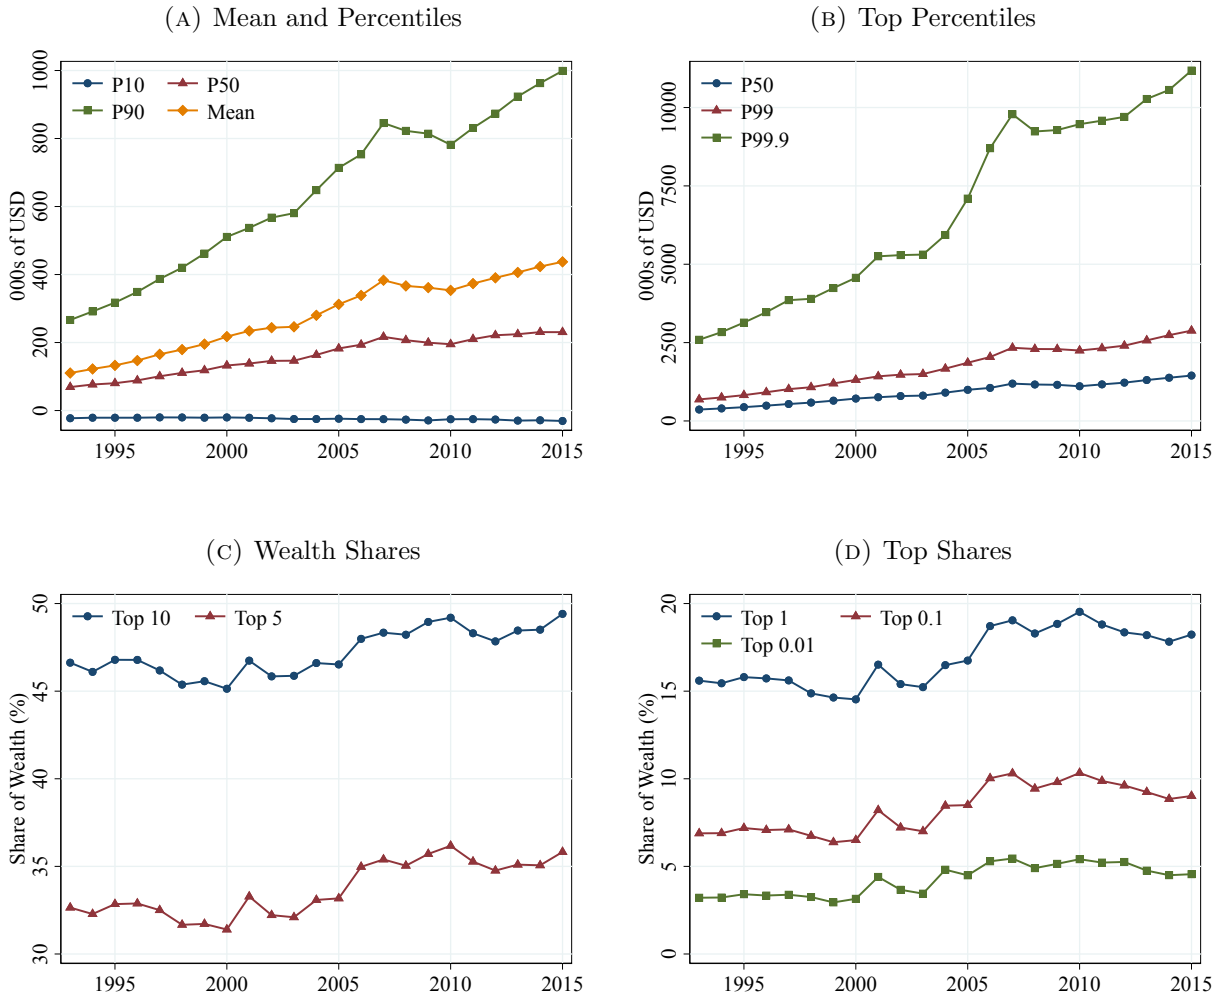 (A) Mean and Percentiles
000s of USD
0 200 400 600 800 1000
P10 P50
P90 Mean
1995 2000 2005 2010 2015
(B) Top Percentiles
000s of USD
0 2500 5000 7500 10000
P50
P99
P99.9
1995 2000 2005 2010 2015
(C) Wealth Shares
Share of Wealth (%)
30 35 40 45 50
Top 10 Top 5
1995 2000 2005 2010 2015
(D) Top Shares
Share of Wealth (%)
0 5 10 15 20
Top 1 Top 0.1
Top 0.01
1995 2000 2005 2010 2015